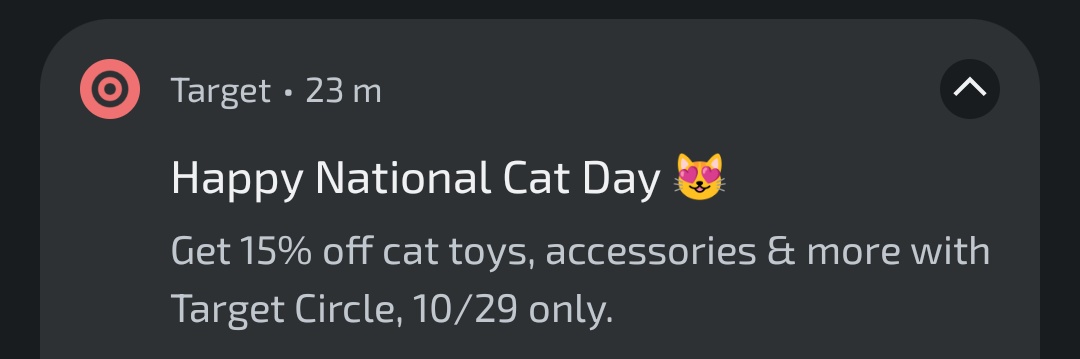 Target • 23 m
Happy National Cat Day 😻
Get 15% off cat toys, accessories & more with
Target Circle, 10/29 only.